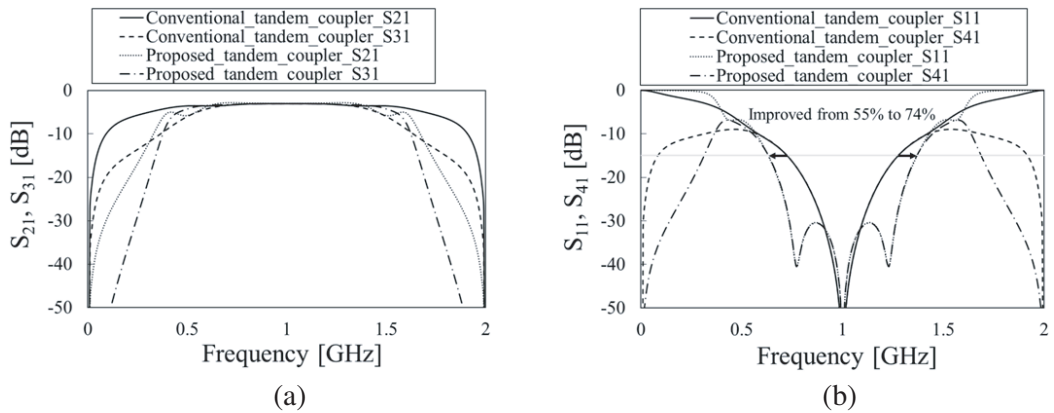 Conventional_tandem_coupler_S21
Conventional_tandem_coupler_S31
Proposed_tandem_coupler_S21
Proposed_tandem_coupler_S31
0
-10
-20
-30
-40
-50
S21, S31 [dB]
0 0.5 1 1.5 2
Frequency [GHz]
(a)
Conventional_tandem_coupler_S11
Conventional_tandem_coupler_S41
Proposed_tandem_coupler_S11
Proposed_tandem_coupler_S41
Improved from 55% to 74%
0
-10
-20
-30
-40
-50
S11, S41 [dB]
0 0.5 1 1.5 2
Frequency [GHz]
(b)